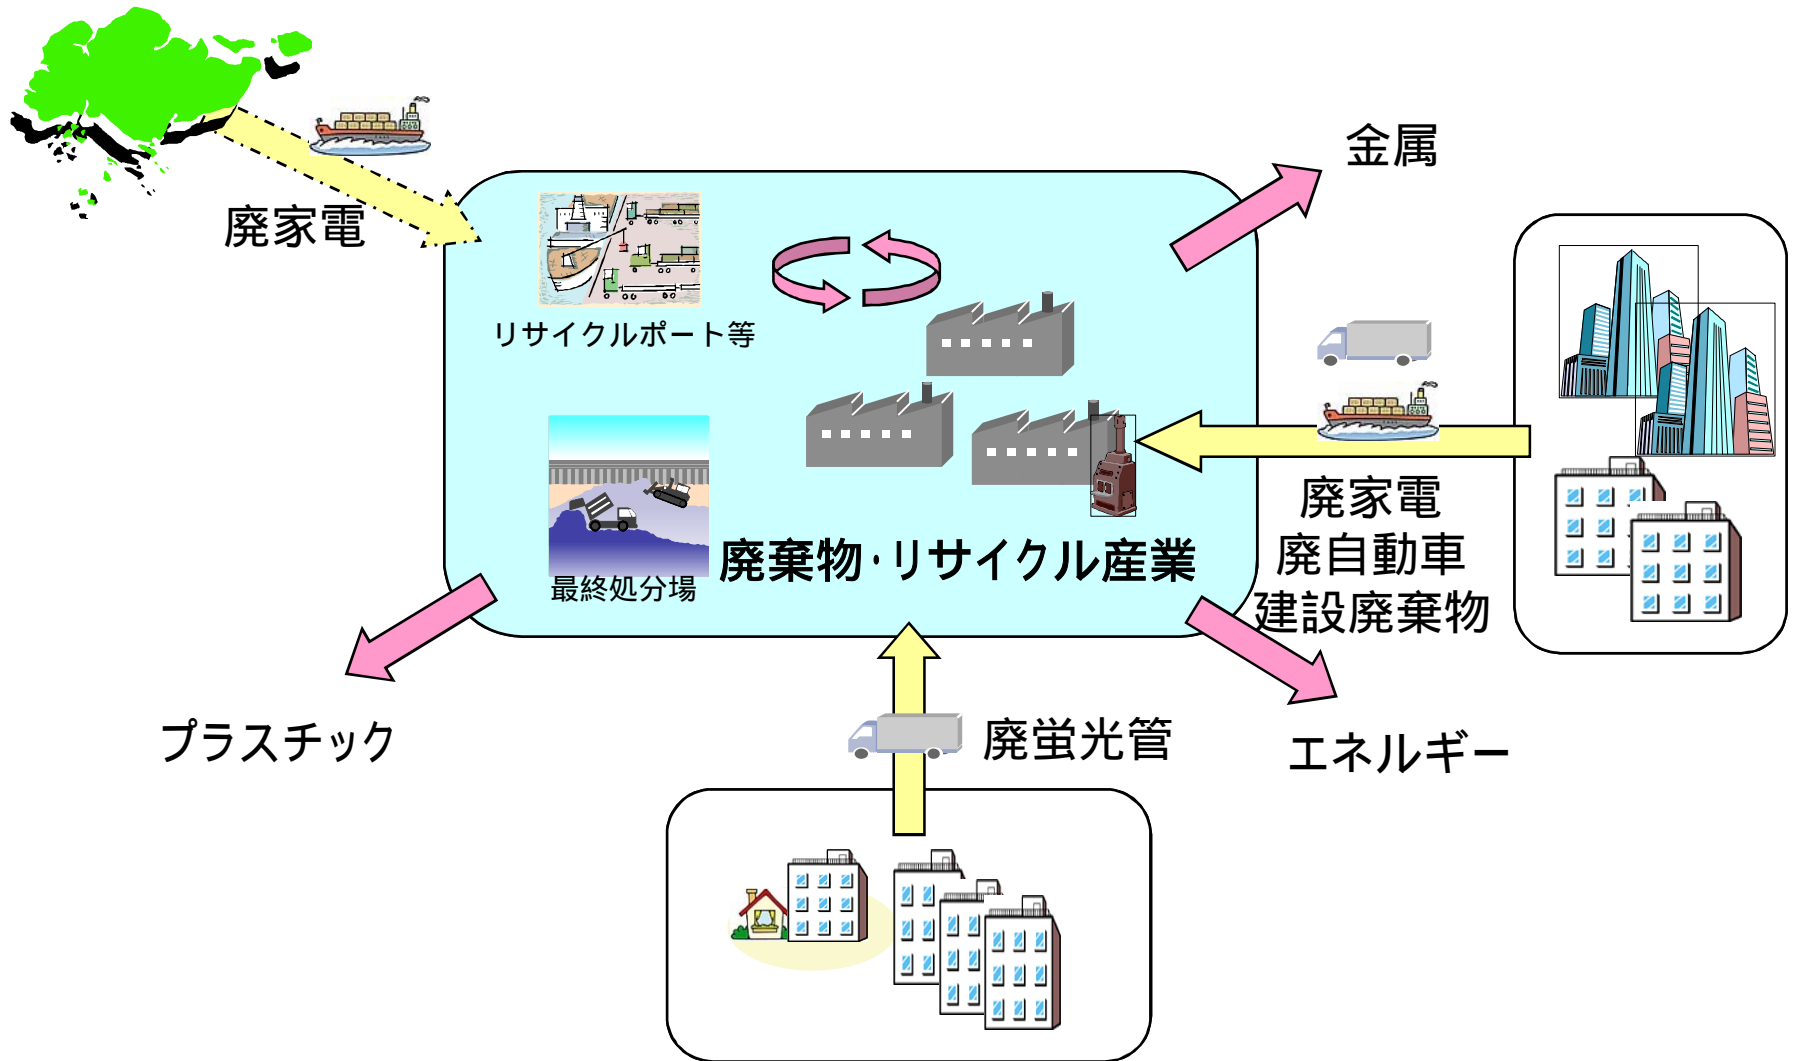 金属
廃家電
リサイクルポート等
廃家電
廃自動車
建設廃棄物
廃棄物・リサイクル産業
最終処分場
プラスチック
廃蛍光管
エネルギー